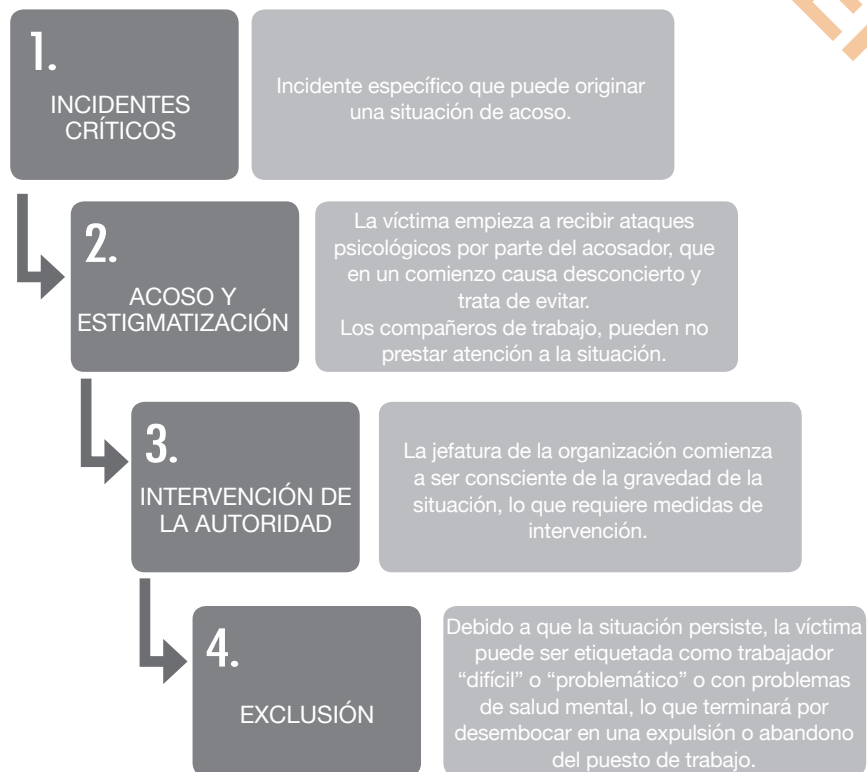 1.
INCIDENTES
CRÍTICOS
Incidente específico que puede originar
una situación de acoso.
2.
ACOSO Y
ESTIGMATIZACIÓN
La víctima empieza a recibir ataques
psicológicos por parte del acosador, que
en un comienzo causa desconcierto y
trata de evitar.
Los compañeros de trabajo, pueden no
prestar atención a la situación.
3.
INTERVENCIÓN DE
LA AUTORIDAD
La jefatura de la organización comienza
a ser consciente de la gravedad de la
situación, lo que requiere medidas de
intervención.
4.
EXCLUSIÓN
Debido a que la situación persiste, la víctima
puede ser etiquetada como trabajador
“difícil” o “problemático” o con problemas
de salud mental, lo que terminará por
desembocar en una expulsión o abandono
del puesto de trabajo.